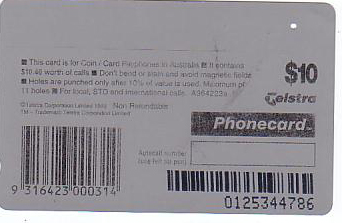 ■ This card is for Coin / Card Payphones in Australia ■ It contains
$10.40 worth of calls ■ Don't bend or stain and avoid magnetic fields
■ Holes are punched only after 10% of value is used. Maximum of
11 holes ■ For local, STD and international calls. A964223a
$10
Telstra
©Telstra Corporation Limited Non Refundable
TM – Trademark Telstra Corporation Limited
Phonecard
Autodial number
9 316423 000314
0125344786